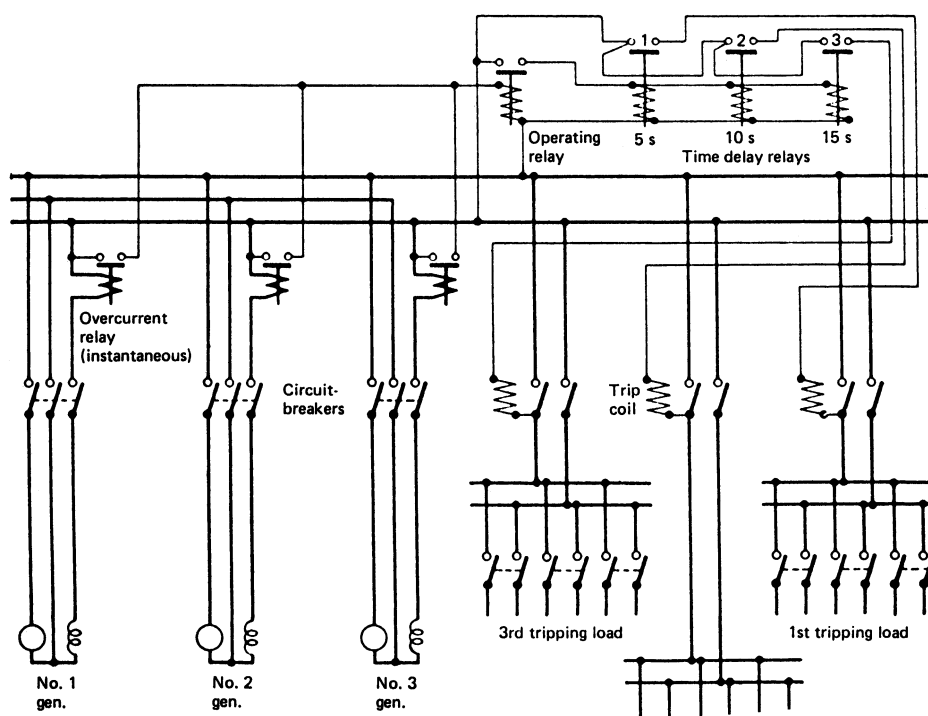 1
2
3
Operating
relay
5 s
10 s
15 s
Time delay relays
Overcurrent
relay
(instantaneous)
Circuit-
breakers
Trip
coil
3rd tripping load
1st tripping load
No. 1
gen.
No. 2
gen.
No. 3
gen.